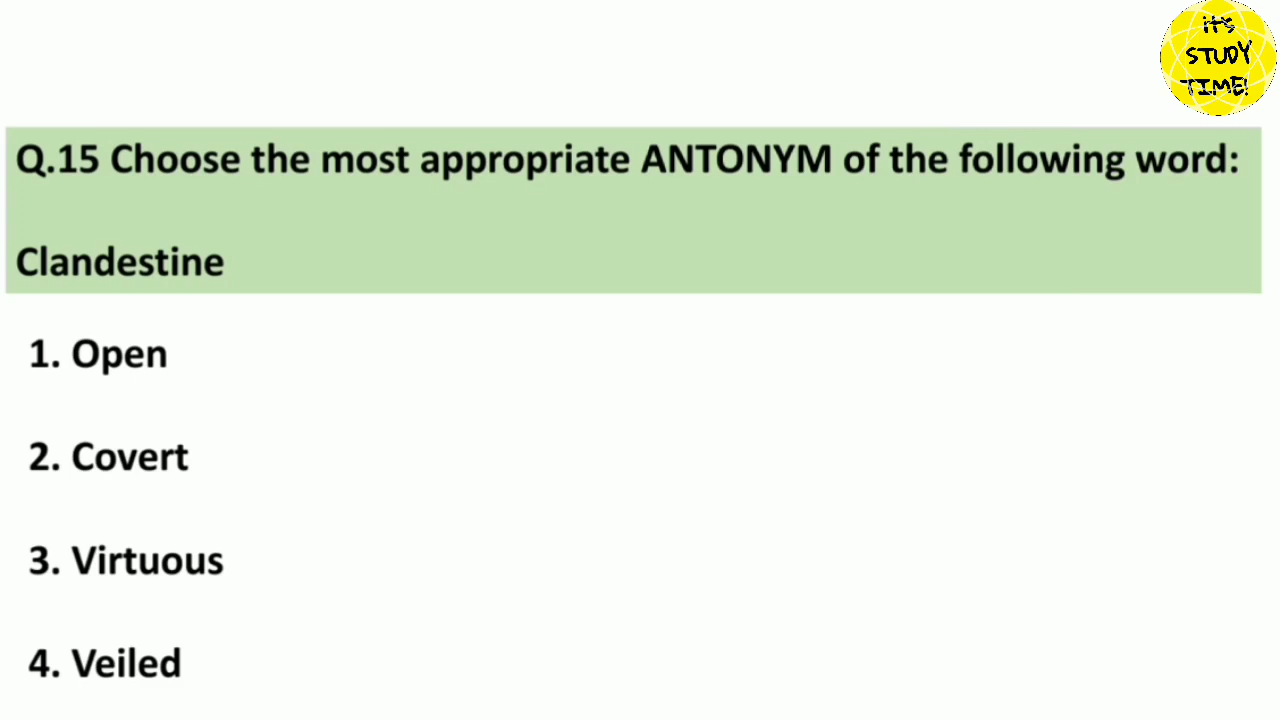 iT'S
STUDY
TIME!
Q.15 Choose the most appropriate ANTONYM of the following word:
Clandestine
1. Open
2. Covert
3. Virtuous
4. Veiled